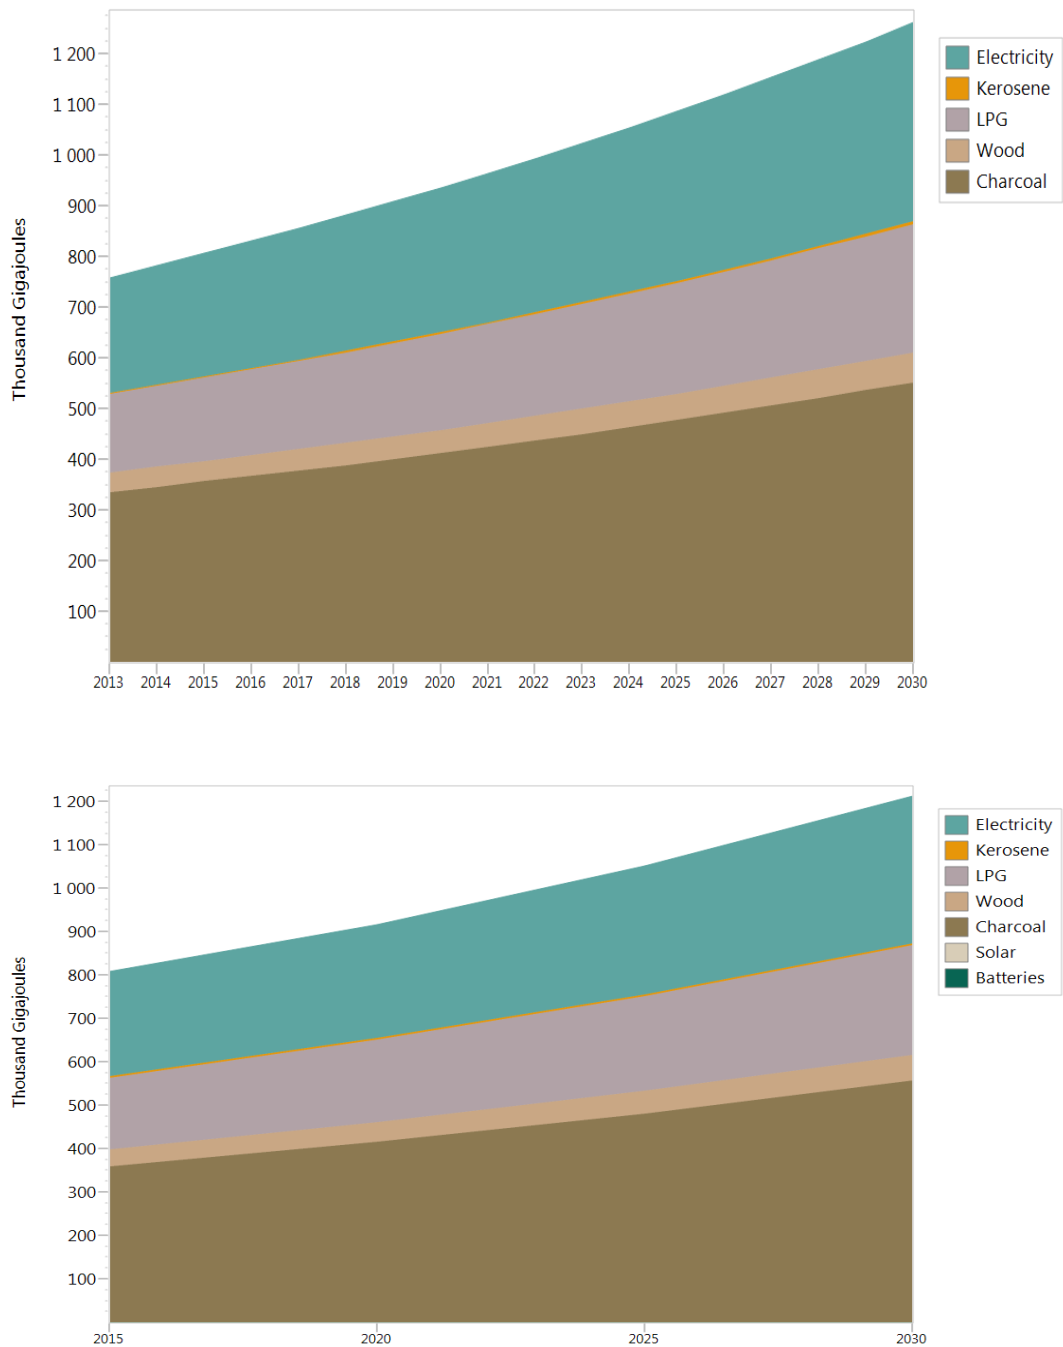 1 200
1 100
1 000
900
800
700
600
500
400
300
200
100
Thousand Gigajoules
2013 2014 2015 2016 2017 2018 2019 2020 2021 2022 2023 2024 2025 2026 2027 2028 2029 2030
Electricity
Kerosene
LPG
Wood
Charcoal
1 200
1 100
1 000
900
800
700
600
500
400
300
200
100
Thousand Gigajoules
2015 2020 2025 2030
Electricity
Kerosene
LPG
Wood
Charcoal
Solar
Batteries